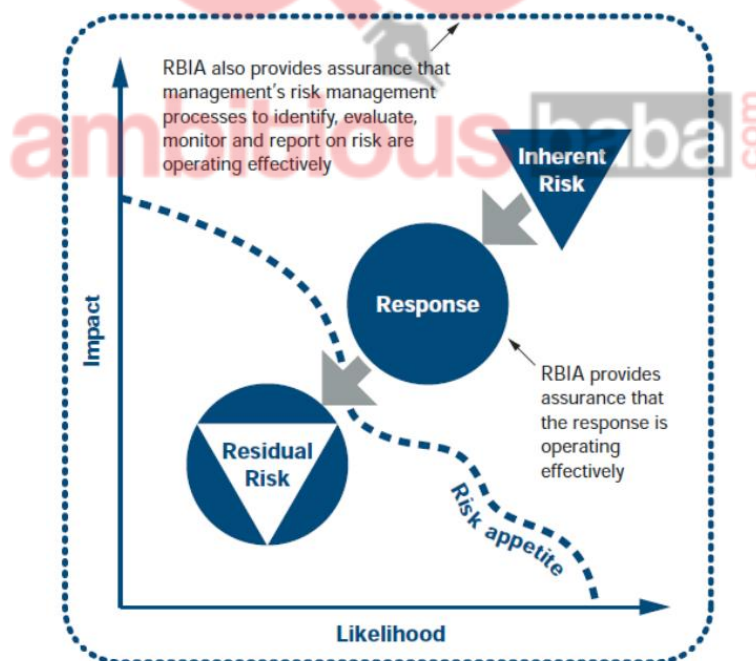 RBIA also provides assurance that
management's risk management
processes to identify, evaluate,
monitor and report on risk are
operating effectively
ambitious baba
.com
Inherent
Risk
Response
Impact
RBIA provides
assurance that
the response is
operating
effectively
Residual
Risk
Risk appetite
Likelihood